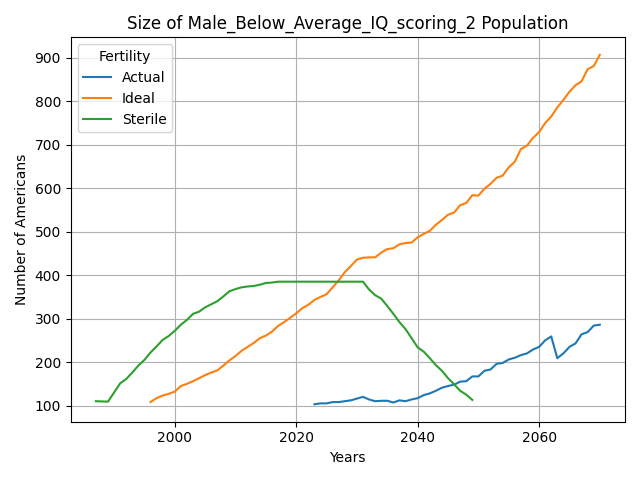 Size of Male_Below_Average_IQ_scoring_2 Population
Fertility
Actual
Ideal
Sterile
Number of Americans
900
800
700
600
500
400
300
200
100
2000
2020
2040
2060
Years